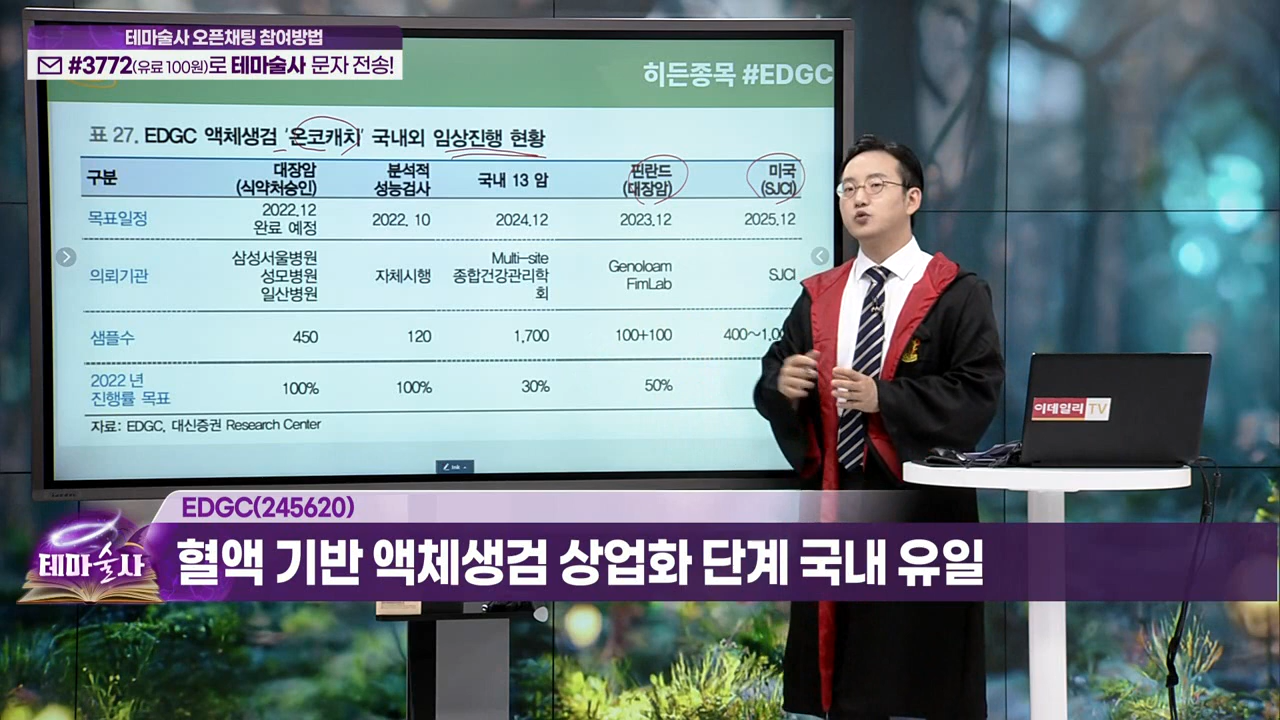 테마술사 오픈채팅 참여방법
#3772(유료 100원)로 테마술사 문자 전송!
히든종목 #EDGC
표 27. EDGC 액체생검 '온코캐치' 국내외 임상진행 현황
구분 대장암 (식약처승인) 분석적 성능검사 국내 13 암 핀란드 (대장암) 미국 (SJCI)
목표일정 2022.12 완료 예정 2022. 10 2024.12 2023.12 2025.12
의뢰기관 삼성서울병원 성모병원 일산병원 자체시행 Multi-site 종합건강관리학회 Genoloam FimLab SJCI
샘플수 450 120 1,700 100+100
2022 년 진행률 목표 100% 100% 30% 50%
자료: EDGC, 대신증권 Research Center
Ink
이데일리 TV
EDGC(245620)
테마술사
혈액 기반 액체생검 상업화 단계 국내 유일